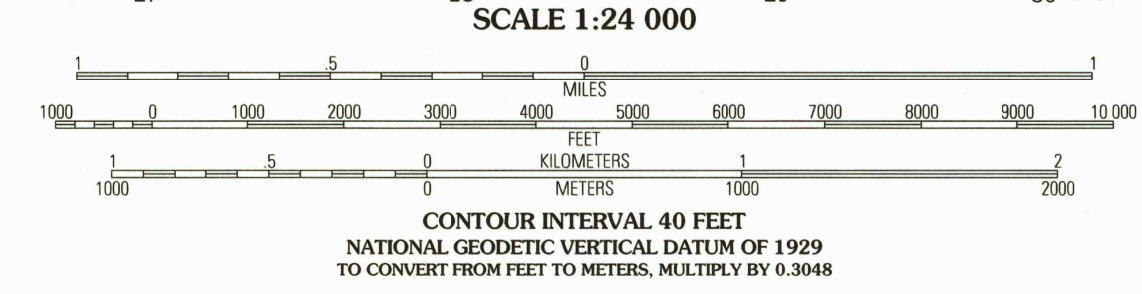 SCALE 1:24 000
1 .5 0 1
MILES
1000 0 1000 2000 3000 4000 5000 6000 7000 8000 9000 10 000
FEET
1 .5 0 KILOMETERS 1 2
1000 0 METERS 1000 2000
CONTOUR INTERVAL 40 FEET
NATIONAL GEODETIC VERTICAL DATUM OF 1929
TO CONVERT FROM FEET TO METERS, MULTIPLY BY 0.3048